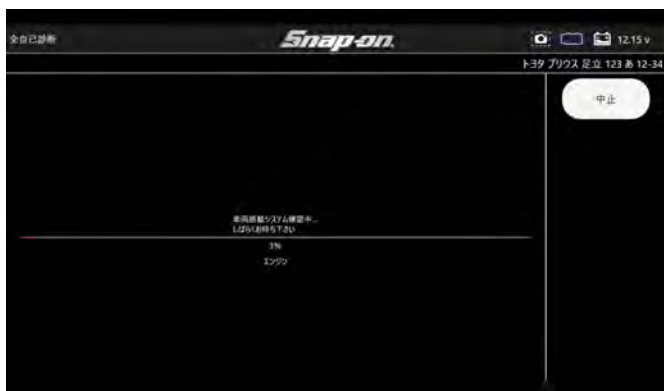 全自己診断
Snap-on
12.15 v
トヨタ プリウス 足立 123 あ 12-34
中止
車両搭載システム確認中...
しばらくお待ち下さい
3%
エンジン